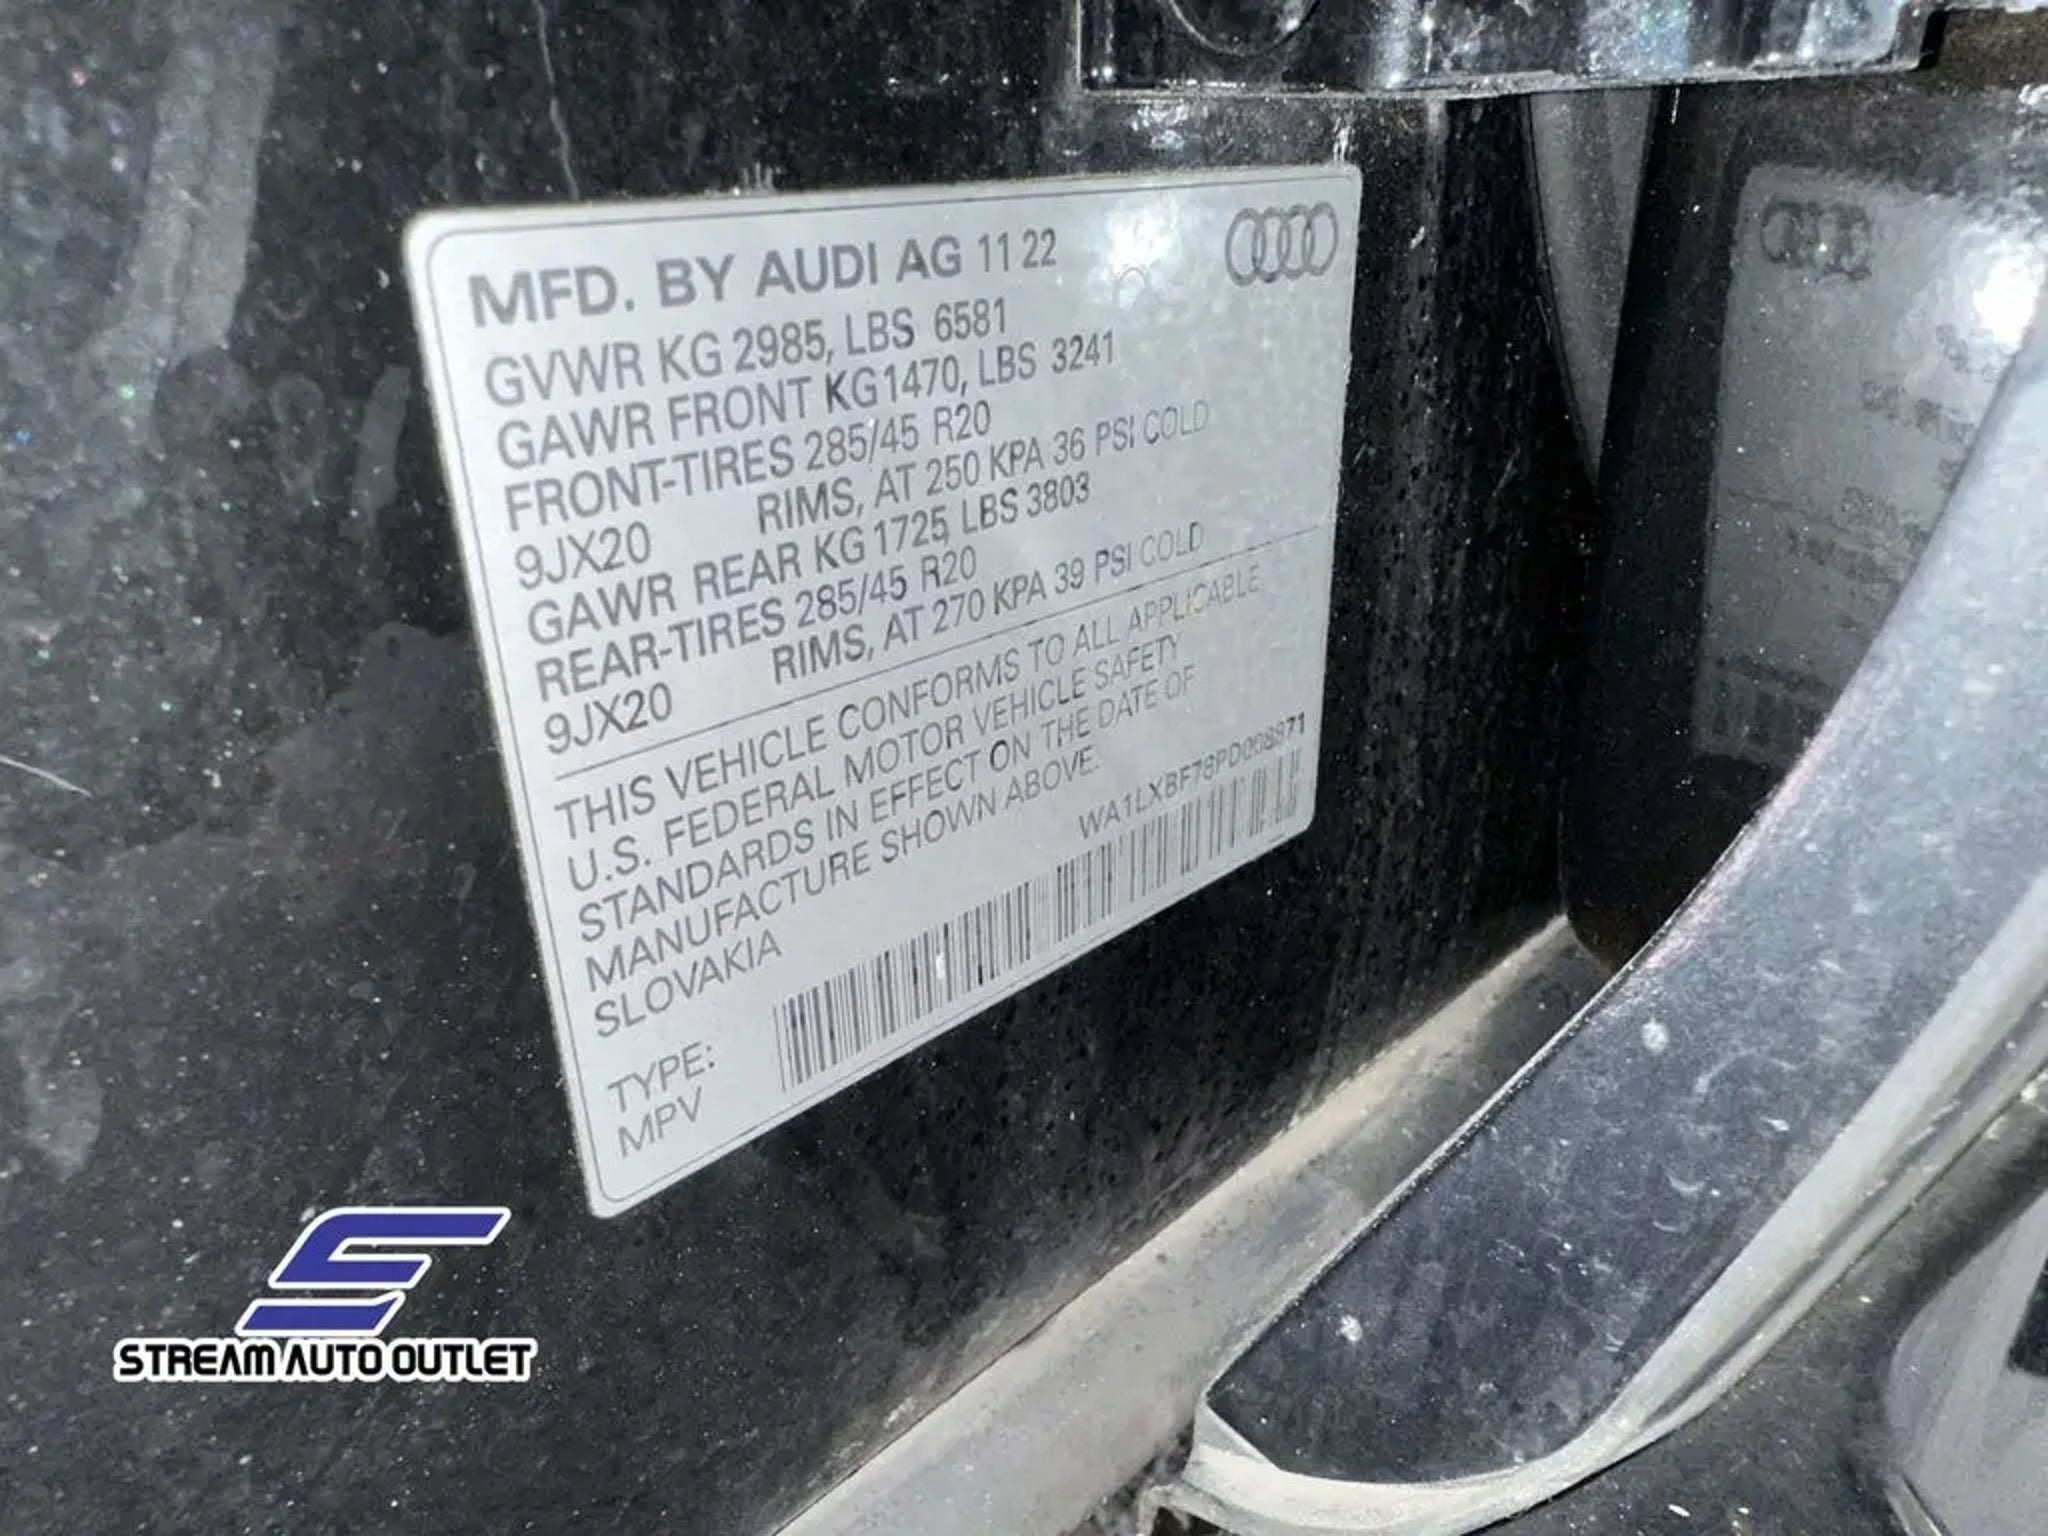 MFD. BY AUDI AG 11 22
GVWR KG 2985, LBS 6581
GAWR FRONT KG1470, LBS 3241
FRONT-TIRES 285/45 R20
9JX20 RIMS, AT 250 KPA 36 PSI COLD
GAWR REAR KG 1725, LBS 3803
REAR-TIRES 285/45 R20
9JX20 RIMS, AT 270 KPA 39 PSI COLD
THIS VEHICLE CONFORMS TO ALL APPLICABLE
U.S. FEDERAL MOTOR VEHICLE SAFETY
STANDARDS IN EFFECT ON THE DATE OF
MANUFACTURE SHOWN ABOVE.
SLOVAKIA
TYPE:
MPV
STREAM AUTO OUTLET